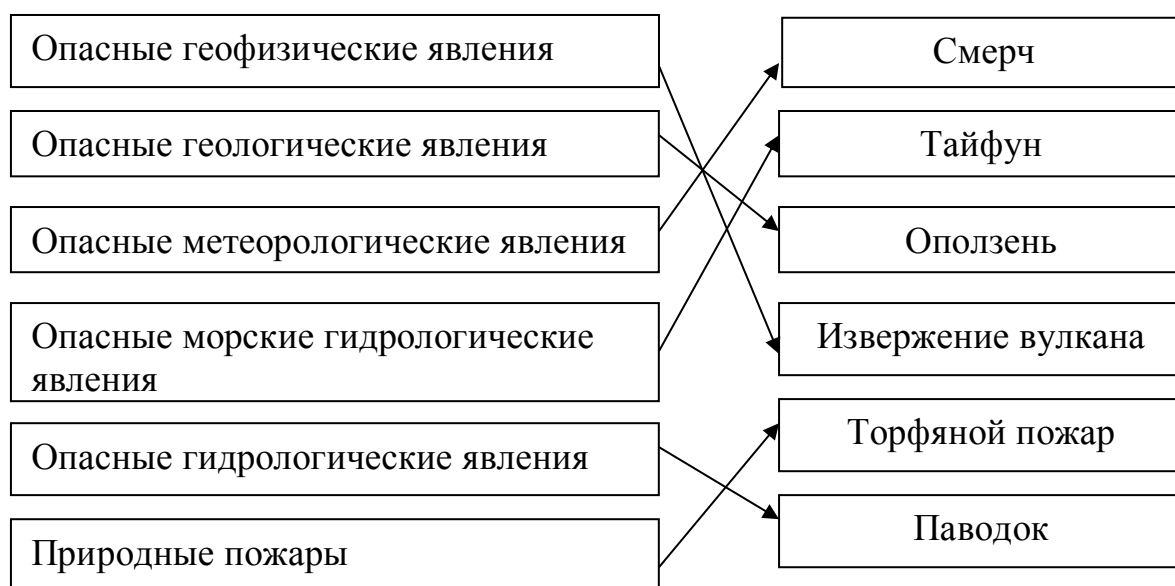 Опасные геофизические явления
Опасные геологические явления
Опасные метеорологические явления
Опасные морские гидрологические
явления
Опасные гидрологические явления
Природные пожары
Смерч
Тайфун
Оползень
Извержение вулкана
Торфяной пожар
Паводок